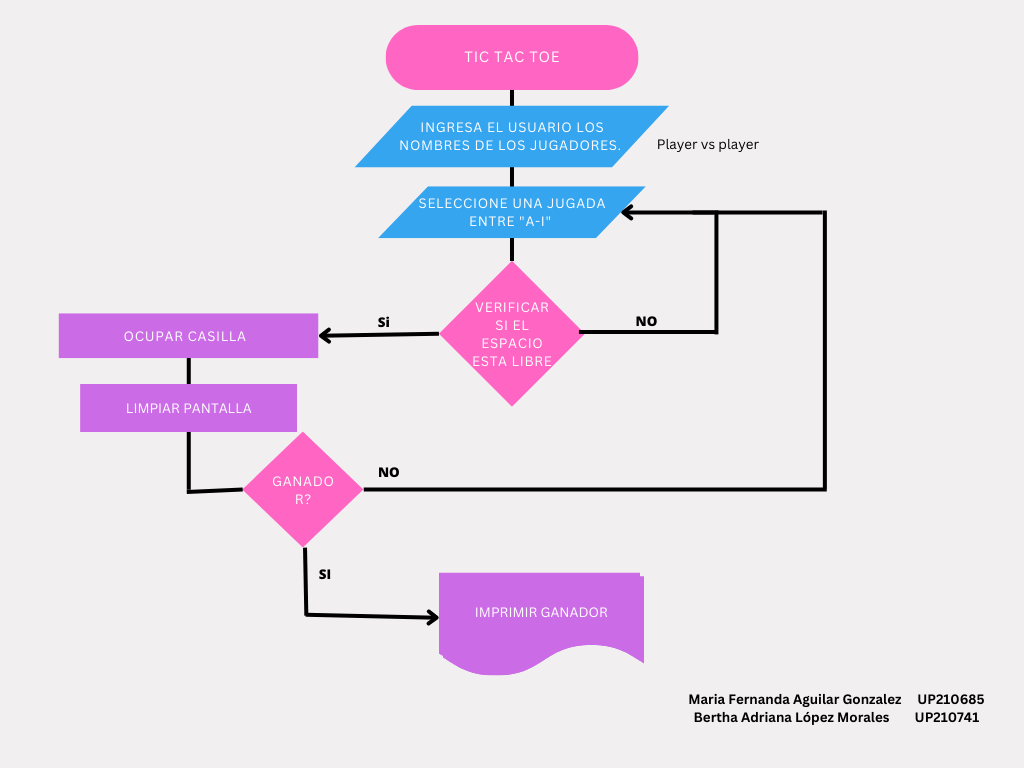 TIC TAC TOE
INGRESA EL USUARIO LOS
NOMBRES DE LOS JUGADORES.
Player vs player
SELECCIONE UNA JUGADA
ENTRE "A-I"
VERIFICAR
SI EL
ESPACIO
ESTA LIBRE
Si
NO
OCUPAR CASILLA
LIMPIAR PANTALLA
GANADO
R?
NO
SI
IMPRIMIR GANADOR
Maria Fernanda Aguilar Gonzalez UP210685
Bertha Adriana López Morales UP210741